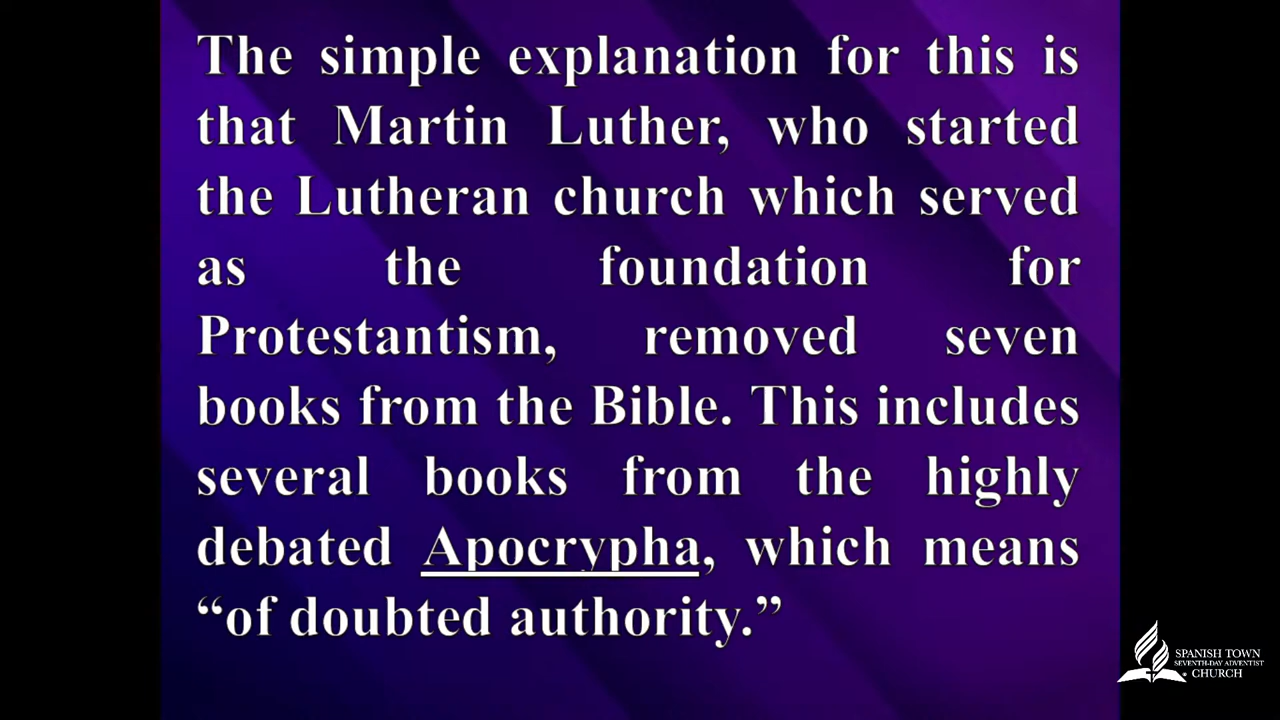 The simple explanation for this is
that Martin Luther, who started
the Lutheran church which served
as the foundation for
Protestantism, removed seven
books from the Bible. This includes
several books from the highly
debated Apocrypha, which means
“of doubted authority.”
SPANISH TOWN
SEVENTH-DAY ADVENTIST
CHURCH